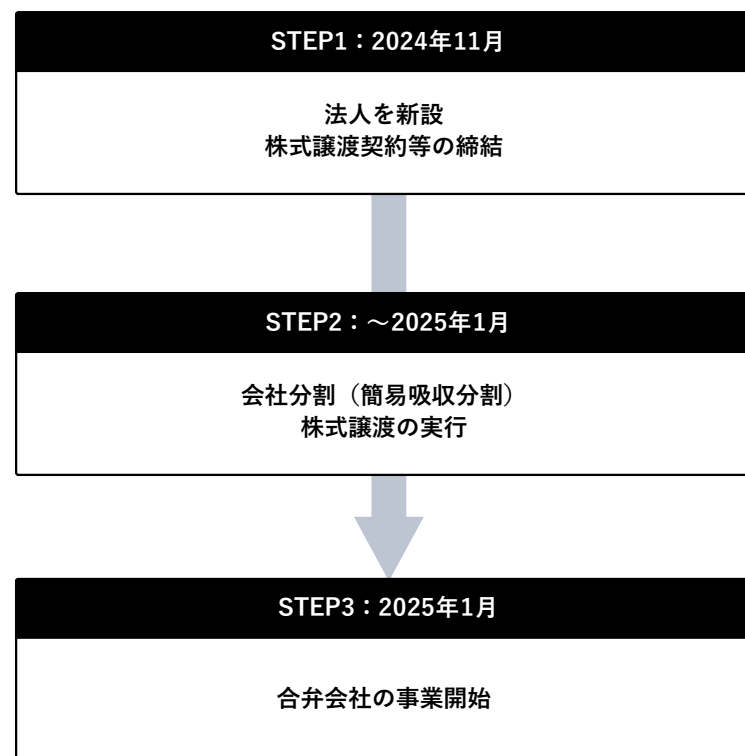 STEP1：2024年11月
法人を新設
株式譲渡契約等の締結
STEP2：～2025年1月
会社分割（簡易吸収分割）
株式譲渡の実行
STEP3：2025年1月
合弁会社の事業開始